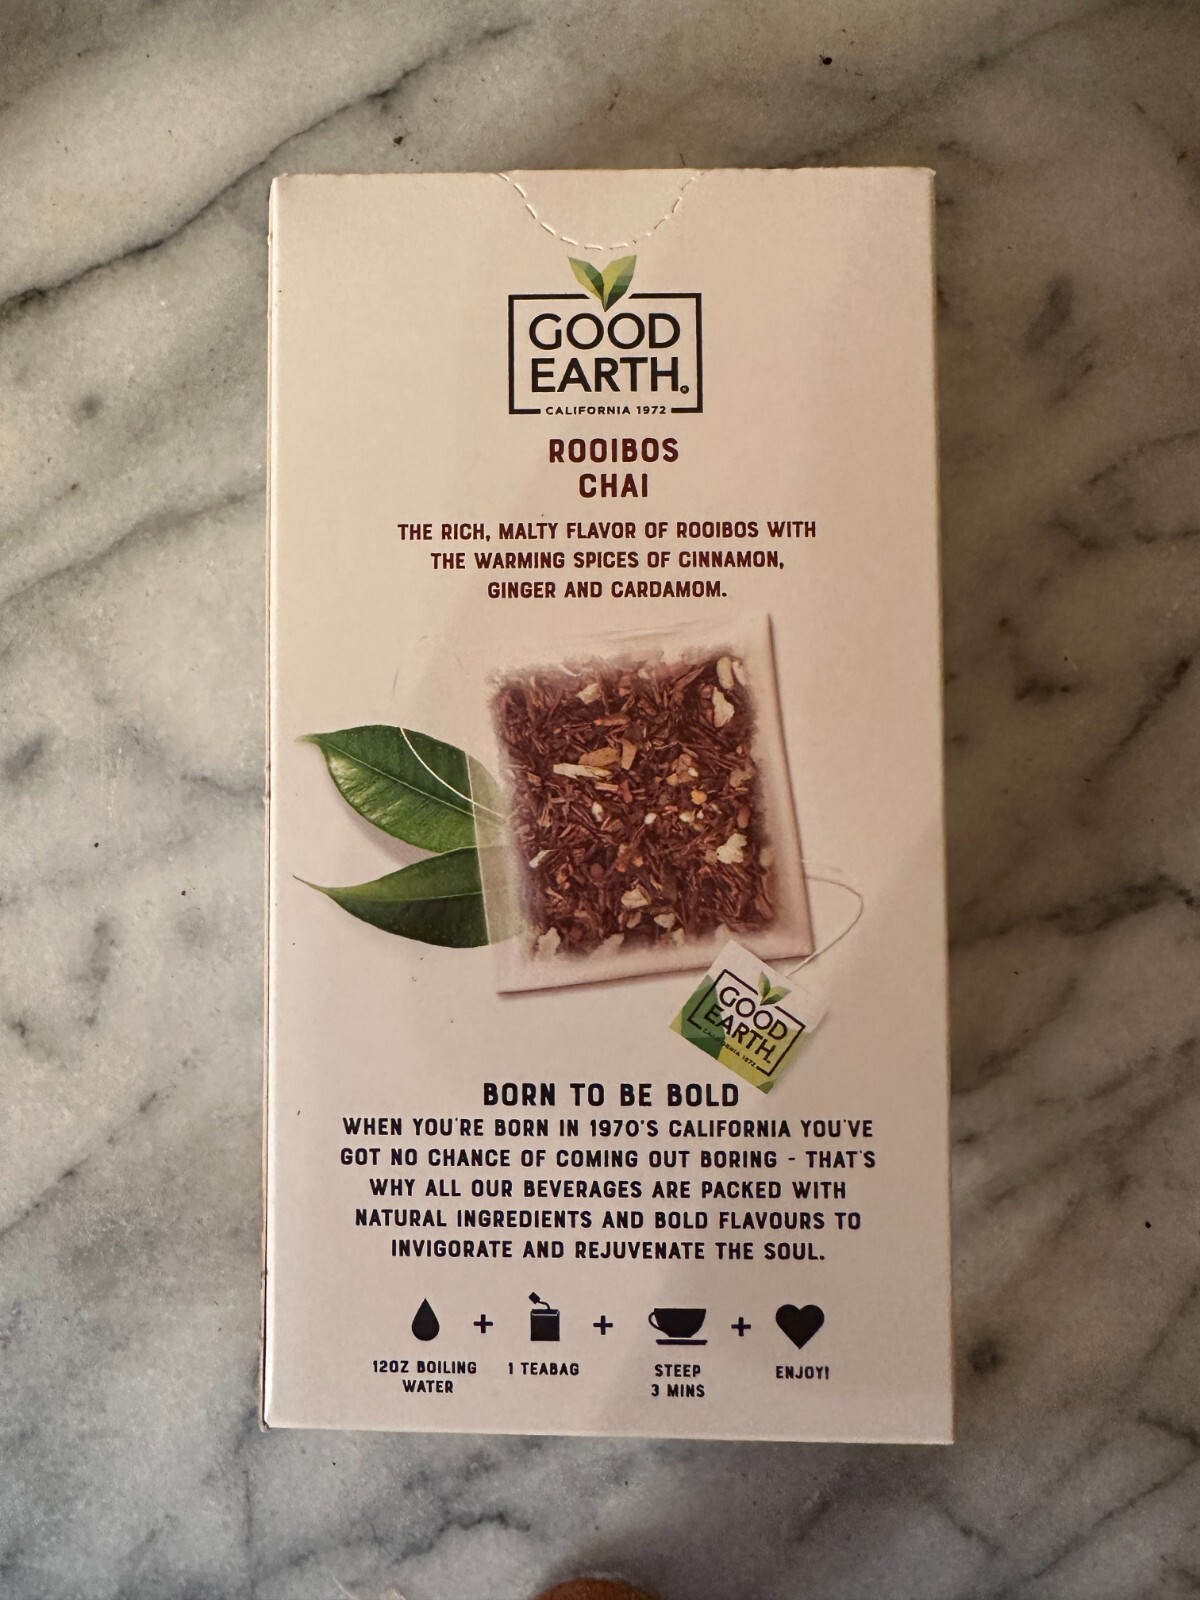 GOOD
EARTH®
CALIFORNIA 1972
ROOIBOS
CHAI
THE RICH, MALTY FLAVOR OF ROOIBOS WITH
THE WARMING SPICES OF CINNAMON,
GINGER AND CARDAMOM.
GOOD
EARTH
CALIFORNIA 1972
BORN TO BE BOLD
WHEN YOU'RE BORN IN 1970'S CALIFORNIA YOU'VE
GOT NO CHANCE OF COMING OUT BORING - THAT'S
WHY ALL OUR BEVERAGES ARE PACKED WITH
NATURAL INGREDIENTS AND BOLD FLAVOURS TO
INVIGORATE AND REJUVENATE THE SOUL.
+ + +
12OZ BOILING
WATER
1 TEABAG
STEEP
3 MINS
ENJOY!